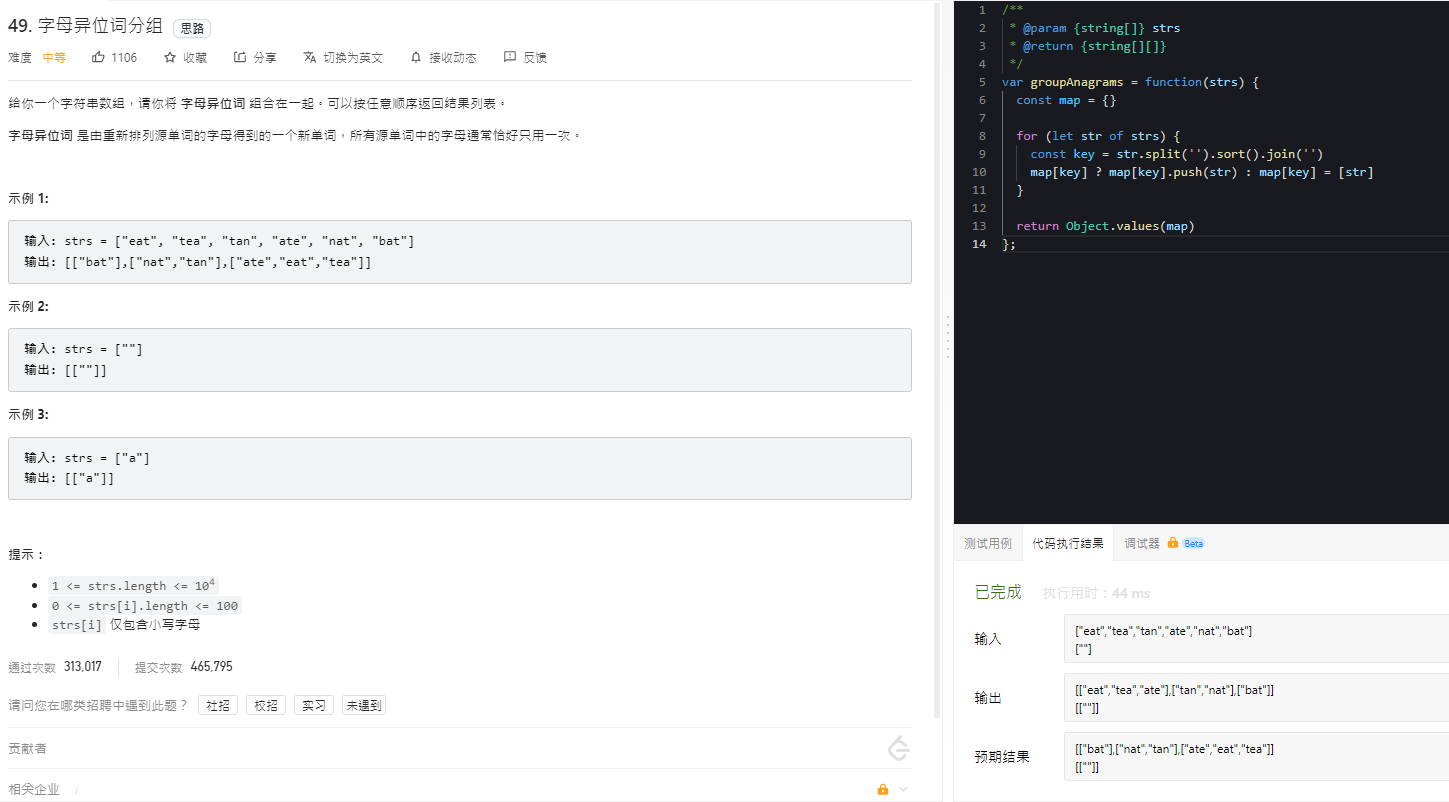 49. 字母异位词分组 思路
难度 中等 1106 收藏 分享 切换为英文 接收动态 反馈
给你一个字符串数组，请你将 字母异位词 组合在一起。可以按任意顺序返回结果列表。
字母异位词 是由重新排列源单词的字母得到的一个新单词，所有源单词中的字母通常恰好只用一次。
示例 1:
输入: strs = ["eat", "tea", "tan", "ate", "nat", "bat"]
输出: [["bat"],["nat","tan"],["ate","eat","tea"]]
示例 2:
输入: strs = [""]
输出: [[""]]
示例 3:
输入: strs = ["a"]
输出: [["a"]]
提示：
1 <= strs.length <= 10⁴
0 <= strs[i].length <= 100
strs[i] 仅包含小写字母
通过次数 313,017 提交次数 465,795
请问您在哪类招聘中遇到此题？ 社招 校招 实习 未遇到
贡献者
相关企业 i
1 /**
2 * @param {string[]} strs
3 * @return {string[][]}
4 */
5 var groupAnagrams = function(strs) {
6 const map = {}
7
8 for (let str of strs) {
9 const key = str.split('').sort().join('')
10 map[key] ? map[key].push(str) : map[key] = [str]
11 }
12
13 return Object.values(map)
14 };
测试用例 代码执行结果 调试器 Beta
已完成 执行用时：44 ms
输入
["eat","tea","tan","ate","nat","bat"]
[""]
输出
[["eat","tea","ate"],["tan","nat"],["bat"]]
[[""]]
预期结果
[["bat"],["nat","tan"],["ate","eat","tea"]]
[[""]]